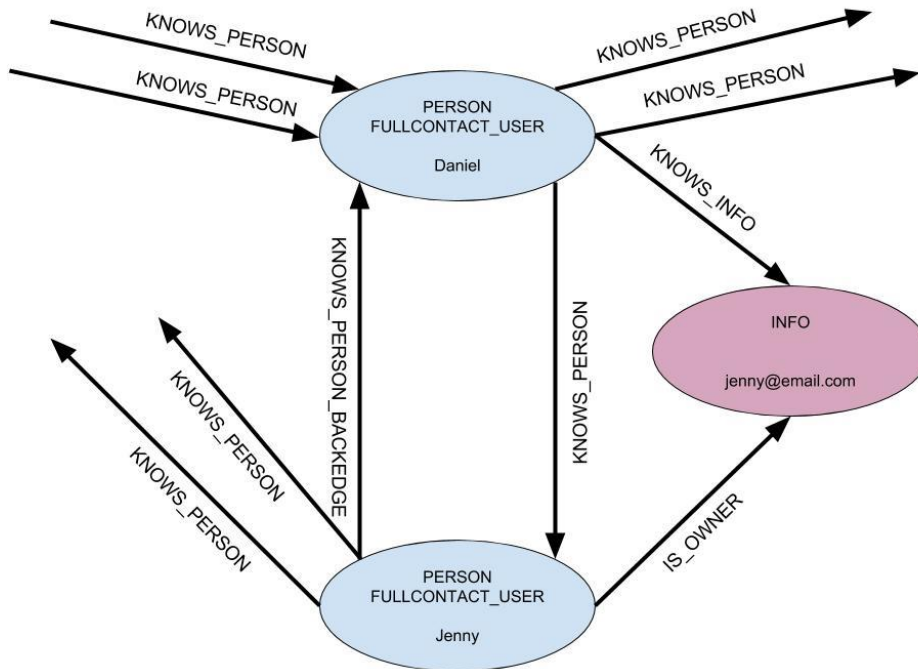 KNOWS_PERSON
KNOWS_PERSON
KNOWS_PERSON
KNOWS_PERSON
PERSON
FULLCONTACT_USER
Daniel
KNOWS_INFO
KNOWS_PERSON_BACKEDGE
KNOWS_PERSON
INFO
jenny@email.com
KNOWS_PERSON
KNOWS_PERSON
IS_OWNER
PERSON
FULLCONTACT_USER
Jenny